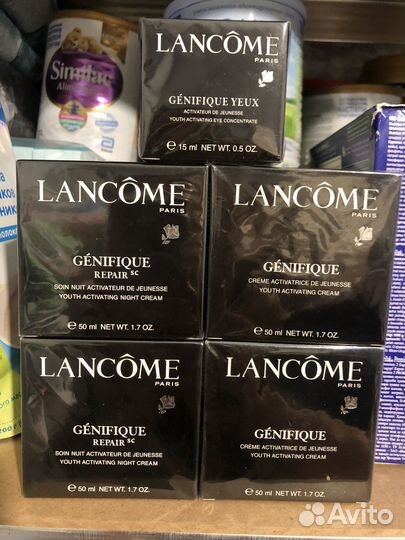 Similac
LANCÔME
PARIS
GÉNIFIQUE YEUX
ACTIVATEUR DE JEUNESSE
YOUTH ACTIVATING EYE CONCENTRATE
℮ 15 ml NET WT. 0.5 OZ.
LANCÔME
PARIS
GÉNIFIQUE
REPAIR SC
SOIN NUIT ACTIVATEUR DE JEUNESSE
YOUTH ACTIVATING NIGHT CREAM
℮ 50 ml NET WT. 1.7 OZ.
LANCÔME
PARIS
GÉNIFIQUE
CRÈME ACTIVATRICE DE JEUNESSE
YOUTH ACTIVATING CREAM
℮ 50 ml NET WT. 1.7 OZ.
LANCÔME
PARIS
GÉNIFIQUE
REPAIR SC
SOIN NUIT ACTIVATEUR DE JEUNESSE
YOUTH ACTIVATING NIGHT CREAM
℮ 50 ml NET WT. 1.7 OZ.
LANCÔME
PARIS
GÉNIFIQUE
CRÈME ACTIVATRICE DE JEUNESSE
YOUTH ACTIVATING CREAM
℮ 50 ml NET WT. 1.7 OZ.
Avito